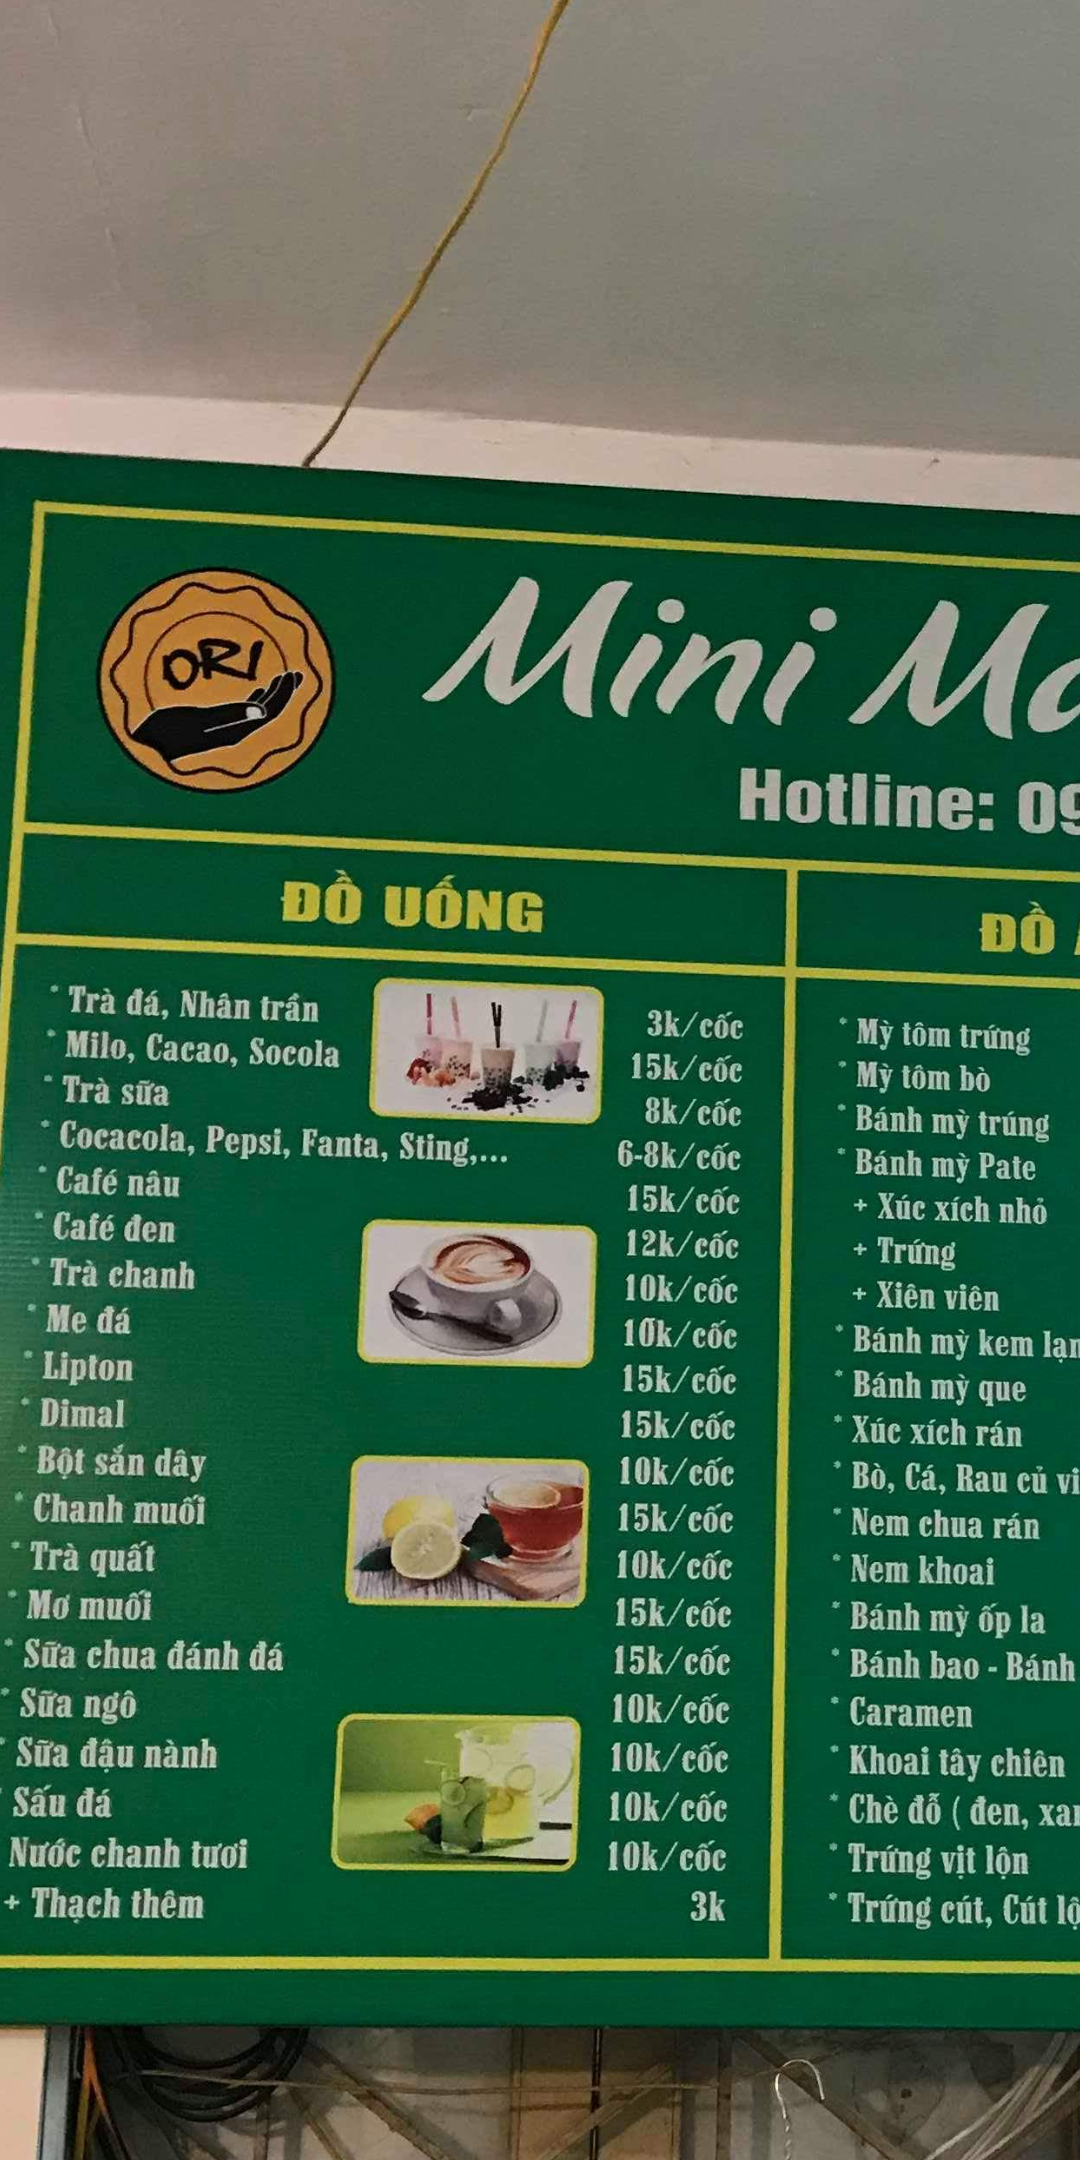 ORI
Mini
Hotline: 09
ĐỒ UỐNG
* Trà đá, Nhân trần 3k/cốc
* Milo, Cacao, Socola 15k/cốc
* Trà sữa 8k/cốc
* Cocacola, Pepsi, Fanta, Sting,... 6-8k/cốc
* Café nâu 15k/cốc
* Café đen 12k/cốc
* Trà chanh 10k/cốc
* Me đá 10k/cốc
* Lipton 15k/cốc
* Dimal 15k/cốc
* Bột sắn dây 10k/cốc
* Chanh muối 15k/cốc
* Trà quất 10k/cốc
* Mơ muối 15k/cốc
* Sữa chua đánh đá 15k/cốc
* Sữa ngô 10k/cốc
* Sữa đậu nành 10k/cốc
Sấu đá 10k/cốc
Nước chanh tươi 10k/cốc
+ Thạch thêm 3k
ĐỒ
* Mỳ tôm trứng
* Mỳ tôm bò
* Bánh mỳ trúng
* Bánh mỳ Pate
+ Xúc xích nhỏ
+ Trứng
+ Xiên viên
* Bánh mỳ kem
* Bánh mỳ que
* Xúc xích rán
* Bò, Cá, Rau củ
* Nem chua rán
* Nem khoai
* Bánh mỳ ốp la
* Bánh bao - Bánh
* Caramen
* Khoai tây chiên
* Chè đỗ ( đen,
* Trứng vịt lộn
* Trứng cút, Cút